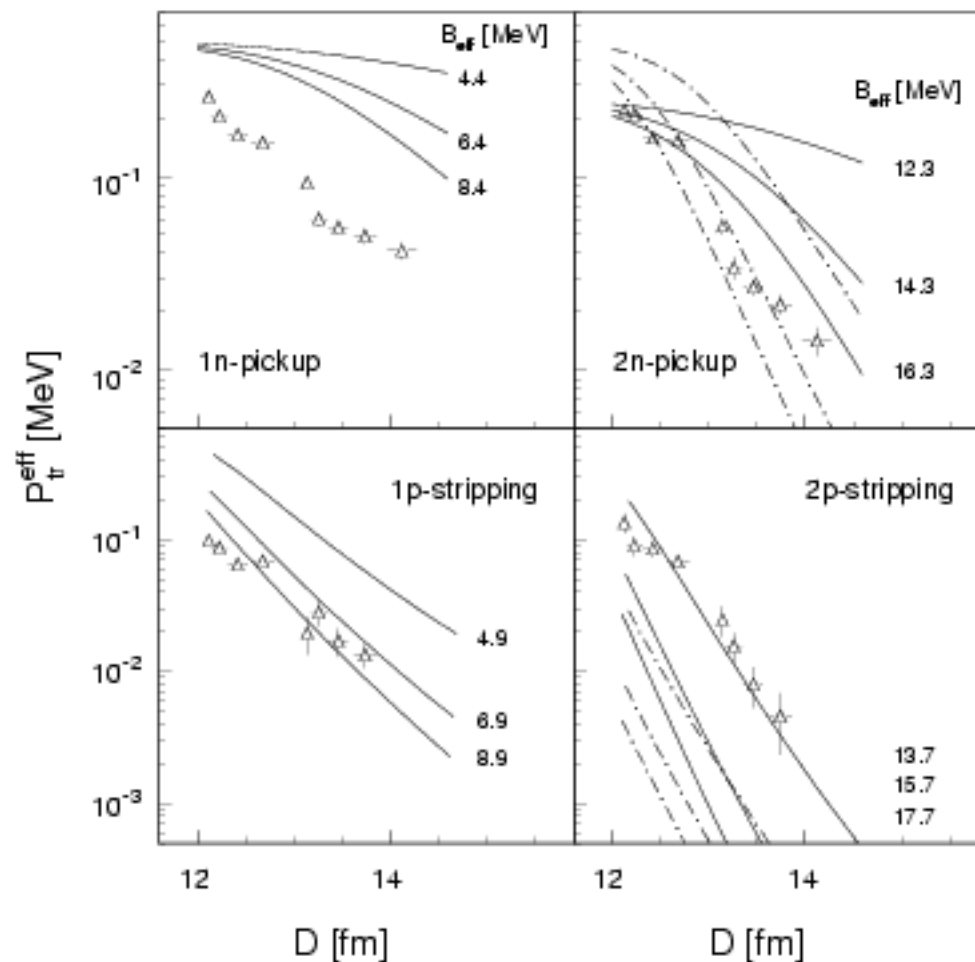 B_eff [MeV]
4.4
6.4
8.4
1n-pickup
B_eff [MeV]
12.3
14.3
16.3
2n-pickup
10^-1
10^-2
P_tr^eff [MeV]
1p-stripping
4.9
6.9
8.9
2p-stripping
13.7
15.7
17.7
10^-1
10^-2
10^-3
12
14
12
14
D [fm]
D [fm]